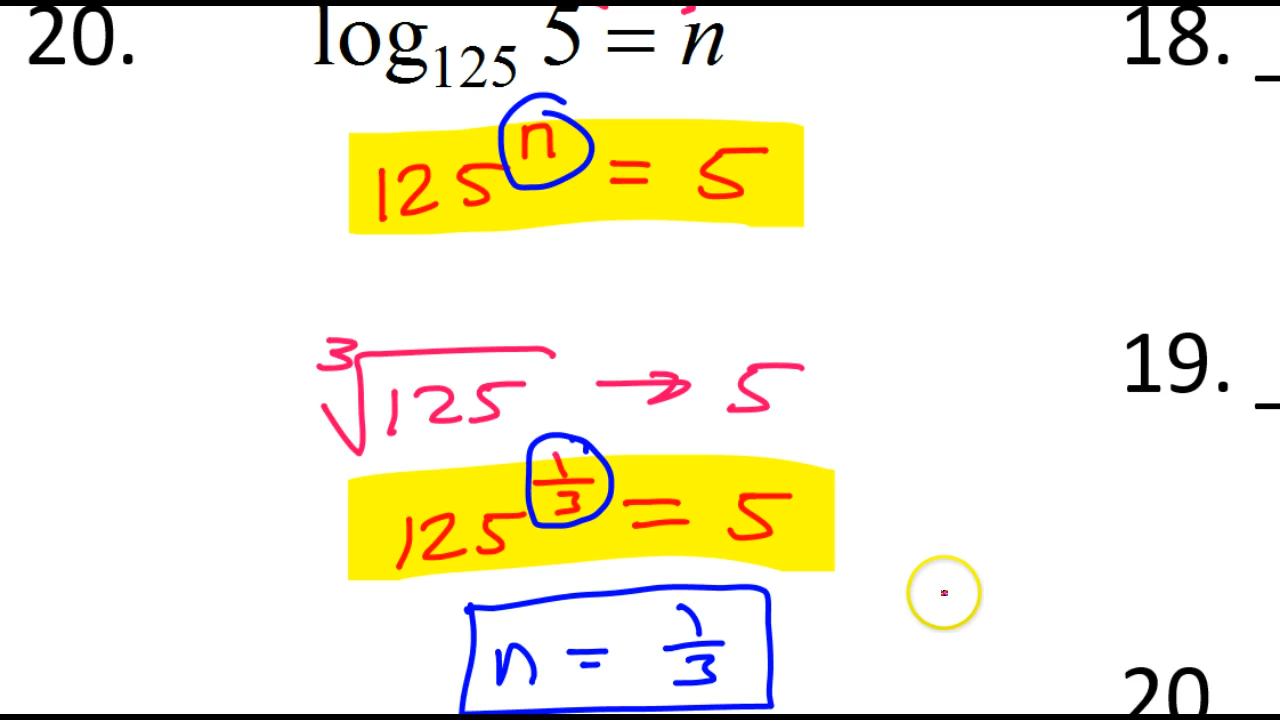 20. log₁₂₅ 5 = n
18. _
125ⁿ = 5
∛125 → 5
19. _
125^(1/3) = 5
n = 1/3
20